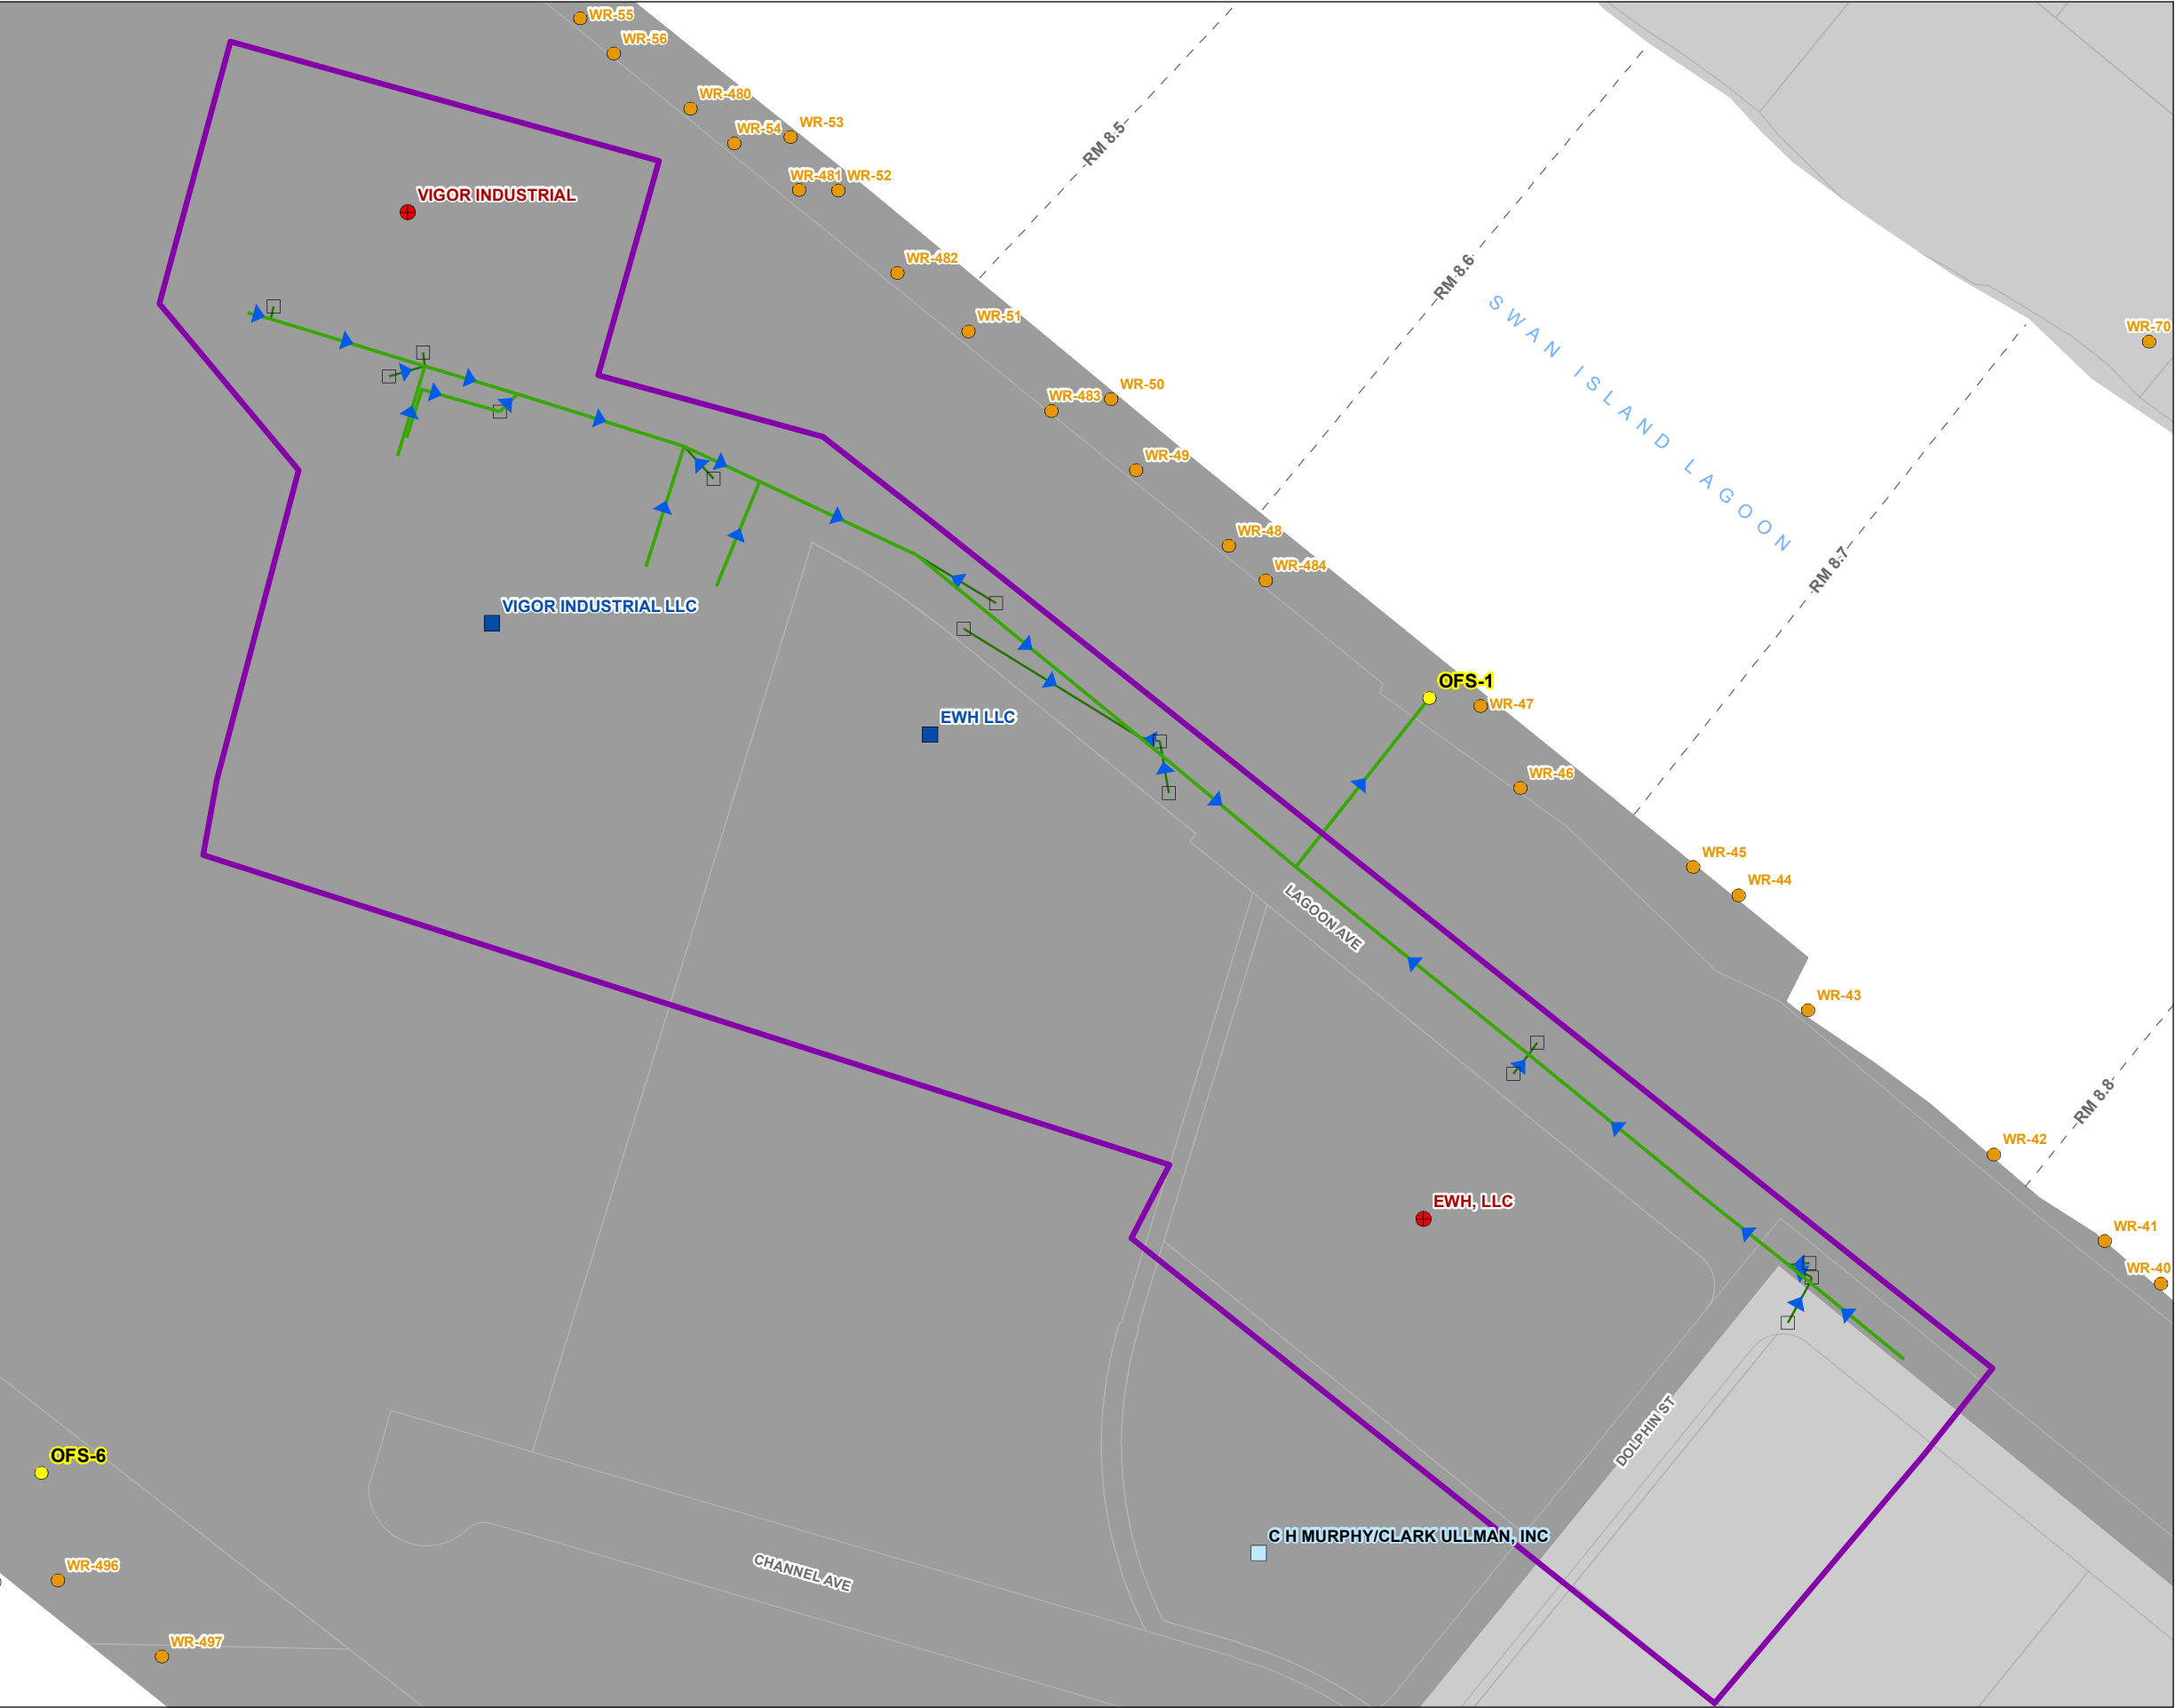 WR-55
WR-56
WR-480
WR-54
WR-53
WR-481
WR-52
RM 8.5
VIGOR INDUSTRIAL
WR-482
RM 8.6
WR-51
SWAN ISLAND LAGOON
WR-70
WR-50
WR-483
WR-49
WR-48
WR-484
RM 8.7
VIGOR INDUSTRIAL LLC
OFS-1
WR-47
EWH LLC
WR-46
WR-45
WR-44
LAGOON AVE
WR-43
RM 8.8
WR-42
EWH, LLC
WR-41
WR-40
DOLPHIN ST
OFS-6
C H MURPHY/CLARK ULLMAN, INC
CHANNEL AVE
WR-496
WR-497